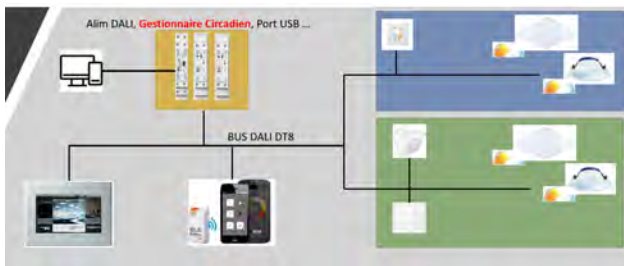 Alim DALI, Gestionnaire Circadien, Port USB ...
BUS DALI DT8